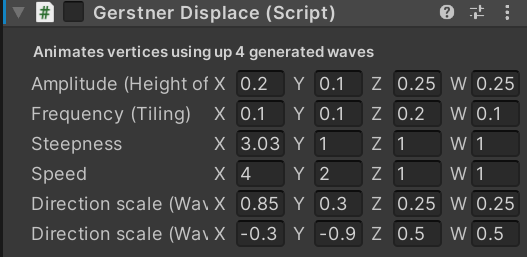 # Gerstner Displace (Script)
Animates vertices using up 4 generated waves
Amplitude (Height of X 0.2 Y 0.1 Z 0.25 W 0.25
Frequency (Tiling) X 0.1 Y 0.1 Z 0.2 W 0.1
Steepness X 3.03 Y 1 Z 1 W 1
Speed X 4 Y 2 Z 1 W 1
Direction scale (Wav X 0.85 Y 0.3 Z 0.25 W 0.25
Direction scale (Wav X -0.3 Y -0.9 Z 0.5 W 0.5